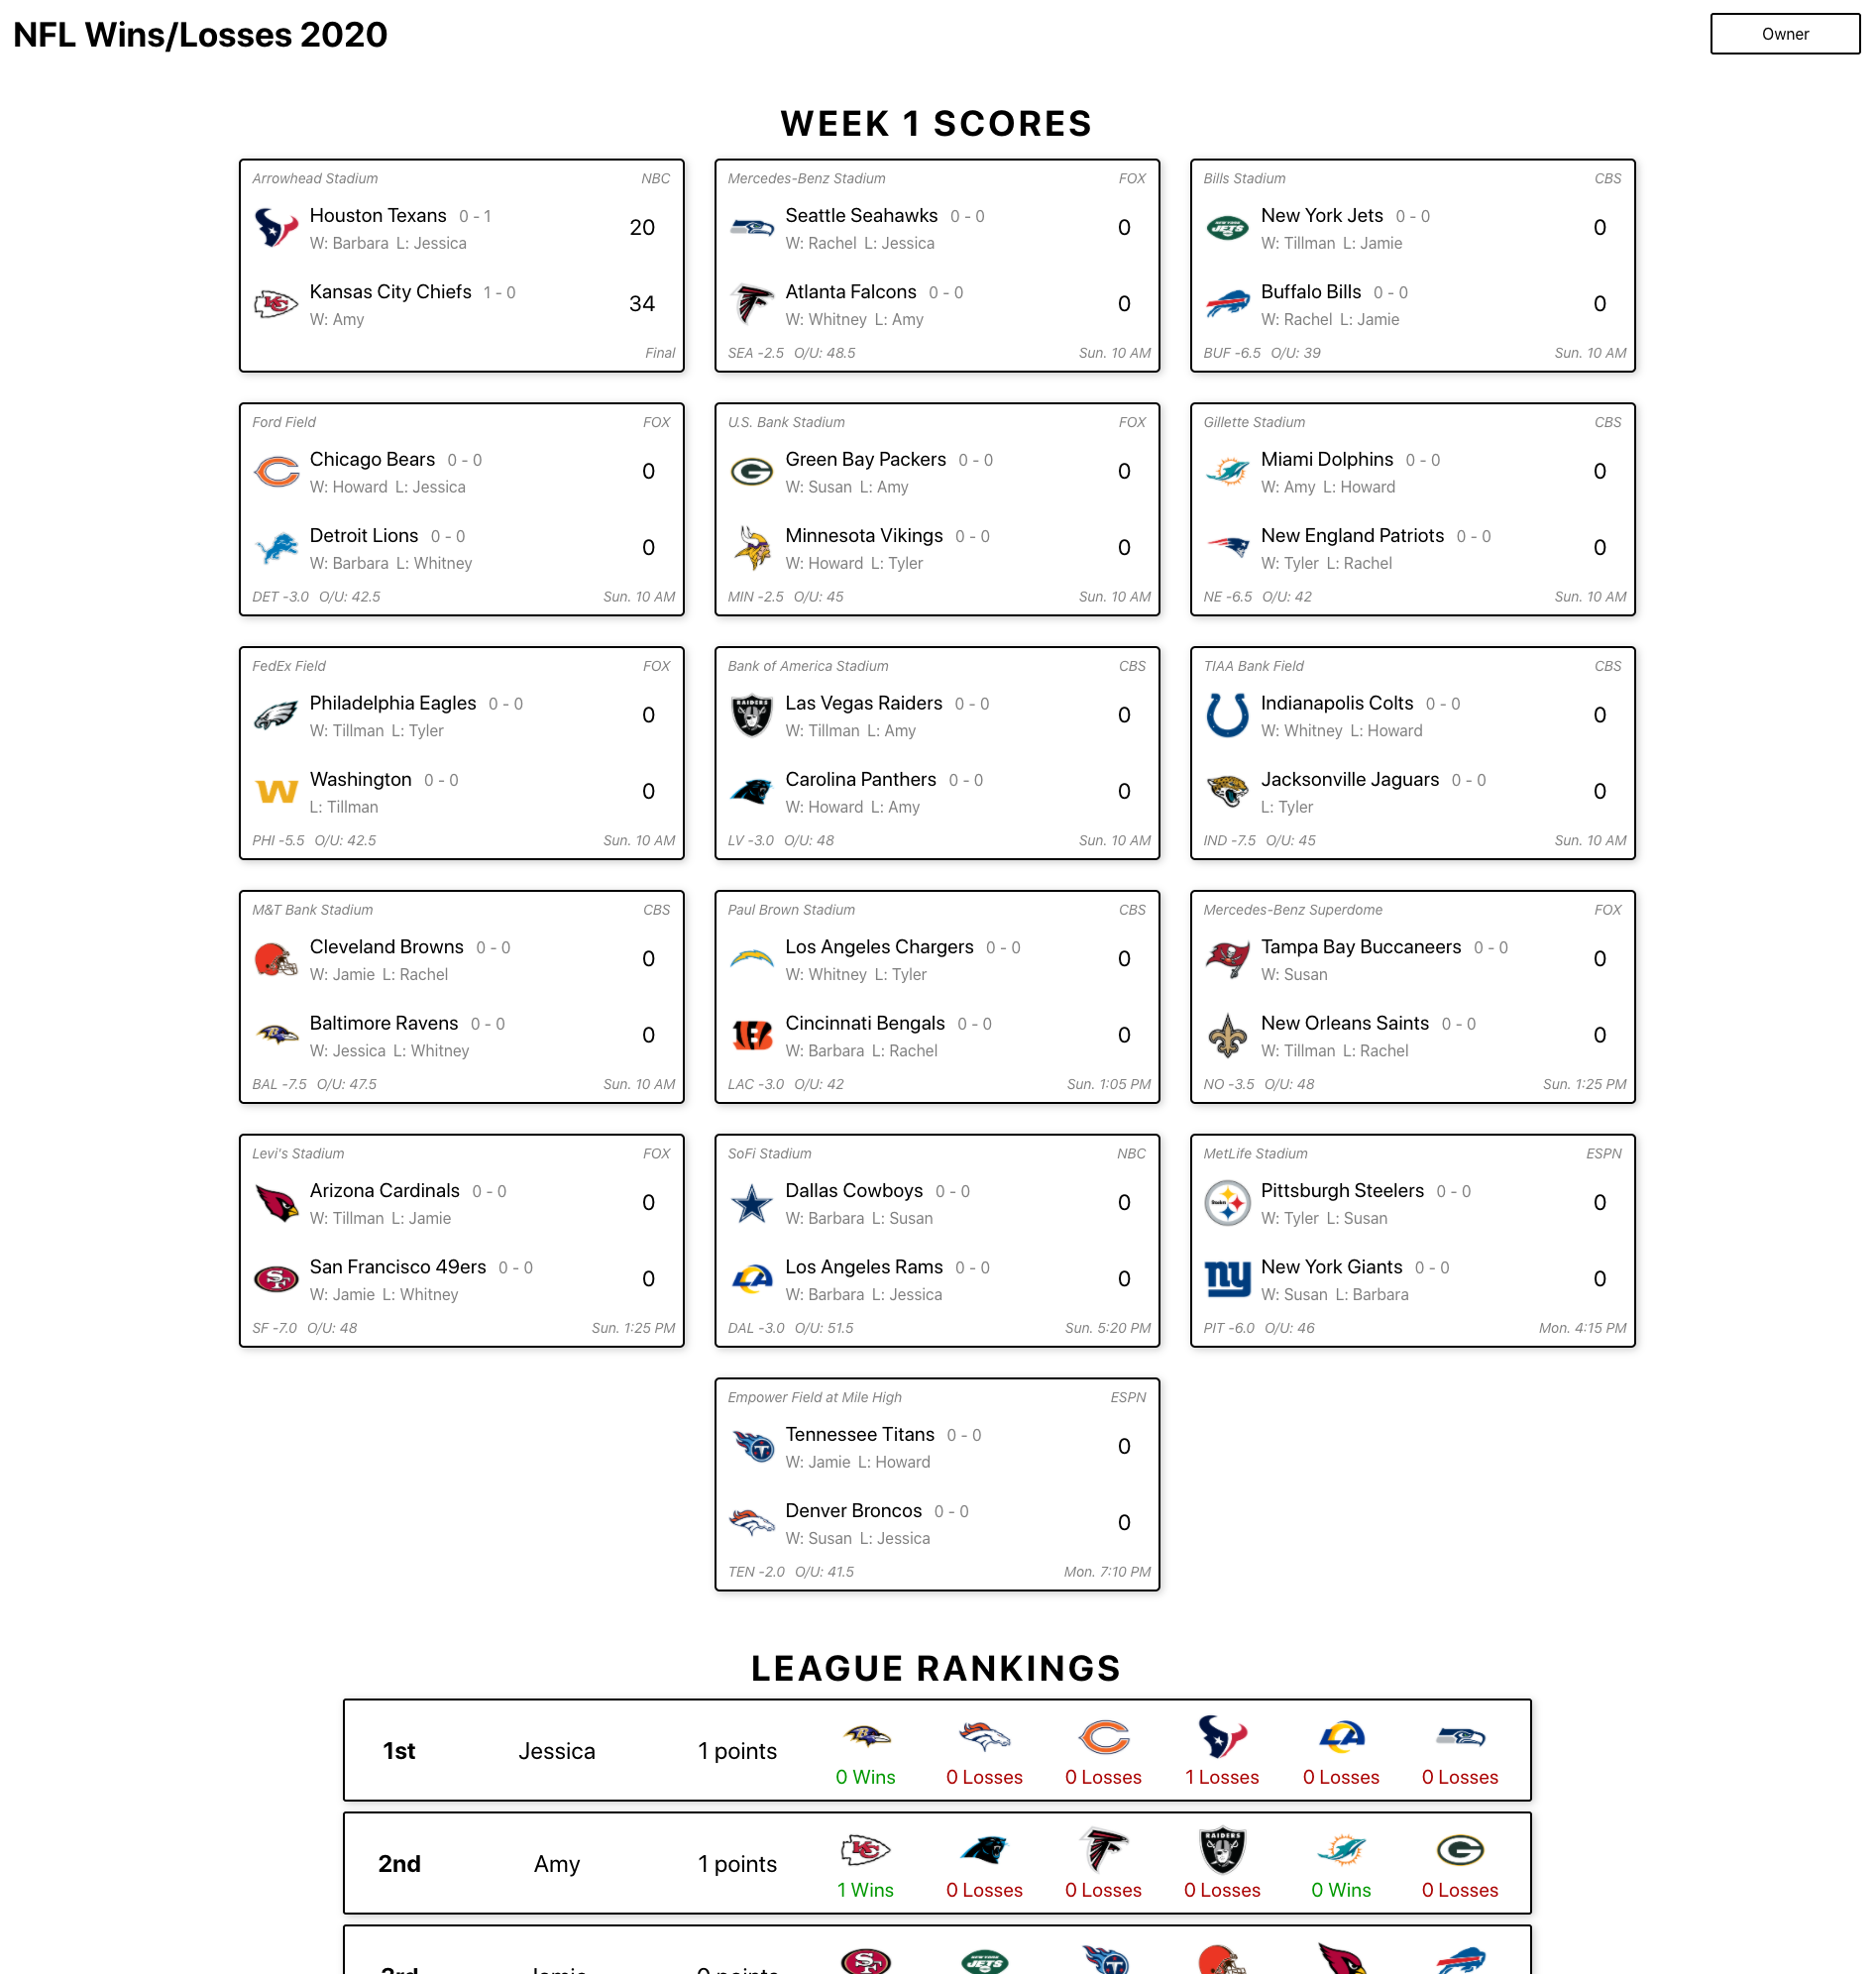 NFL Wins/Losses 2020
Owner
WEEK 1 SCORES
Arrowhead Stadium NBC
Houston Texans 0 - 1 20
W: Barbara L: Jessica
Kansas City Chiefs 1 - 0 34
W: Amy
Final
Mercedes-Benz Stadium FOX
Seattle Seahawks 0 - 0 0
W: Rachel L: Jessica
Atlanta Falcons 0 - 0 0
W: Whitney L: Amy
SEA -2.5 O/U: 48.5 Sun. 10 AM
Bills Stadium CBS
New York Jets 0 - 0 0
W: Tillman L: Jamie
Buffalo Bills 0 - 0 0
W: Rachel L: Jamie
BUF -6.5 O/U: 39 Sun. 10 AM
Ford Field FOX
Chicago Bears 0 - 0 0
W: Howard L: Jessica
Detroit Lions 0 - 0 0
W: Barbara L: Whitney
DET -3.0 O/U: 42.5 Sun. 10 AM
U.S. Bank Stadium FOX
Green Bay Packers 0 - 0 0
W: Susan L: Amy
Minnesota Vikings 0 - 0 0
W: Howard L: Tyler
MIN -2.5 O/U: 45 Sun. 10 AM
Gillette Stadium CBS
Miami Dolphins 0 - 0 0
W: Amy L: Howard
New England Patriots 0 - 0 0
W: Tyler L: Rachel
NE -6.5 O/U: 42 Sun. 10 AM
FedEx Field FOX
Philadelphia Eagles 0 - 0 0
W: Tillman L: Tyler
Washington 0 - 0 0
L: Tillman
PHI -5.5 O/U: 42.5 Sun. 10 AM
Bank of America Stadium CBS
Las Vegas Raiders 0 - 0 0
W: Tillman L: Amy
Carolina Panthers 0 - 0 0
W: Howard L: Amy
LV -3.0 O/U: 48 Sun. 10 AM
TIAA Bank Field CBS
Indianapolis Colts 0 - 0 0
W: Whitney L: Howard
Jacksonville Jaguars 0 - 0 0
L: Tyler
IND -7.5 O/U: 45 Sun. 10 AM
M&T Bank Stadium CBS
Cleveland Browns 0 - 0 0
W: Jamie L: Rachel
Baltimore Ravens 0 - 0 0
W: Jessica L: Whitney
BAL -7.5 O/U: 47.5 Sun. 10 AM
Paul Brown Stadium CBS
Los Angeles Chargers 0 - 0 0
W: Whitney L: Tyler
Cincinnati Bengals 0 - 0 0
W: Barbara L: Rachel
LAC -3.0 O/U: 42 Sun. 1:05 PM
Mercedes-Benz Superdome FOX
Tampa Bay Buccaneers 0 - 0 0
W: Susan
New Orleans Saints 0 - 0 0
W: Tillman L: Rachel
NO -3.5 O/U: 48 Sun. 1:25 PM
Levi's Stadium FOX
Arizona Cardinals 0 - 0 0
W: Tillman L: Jamie
San Francisco 49ers 0 - 0 0
W: Jamie L: Whitney
SF -7.0 O/U: 48 Sun. 1:25 PM
SoFi Stadium NBC
Dallas Cowboys 0 - 0 0
W: Barbara L: Susan
Los Angeles Rams 0 - 0 0
W: Barbara L: Jessica
DAL -3.0 O/U: 51.5 Sun. 5:20 PM
MetLife Stadium ESPN
Pittsburgh Steelers 0 - 0 0
W: Tyler L: Susan
New York Giants 0 - 0 0
W: Susan L: Barbara
PIT -6.0 O/U: 46 Mon. 4:15 PM
Empower Field at Mile High ESPN
Tennessee Titans 0 - 0 0
W: Jamie L: Howard
Denver Broncos 0 - 0 0
W: Susan L: Jessica
TEN -2.0 O/U: 41.5 Mon. 7:10 PM
LEAGUE RANKINGS
1st Jessica 1 points
0 Wins 0 Losses 0 Losses 1 Losses 0 Losses 0 Losses
2nd Amy 1 points
1 Wins 0 Losses 0 Losses 0 Losses 0 Wins 0 Losses